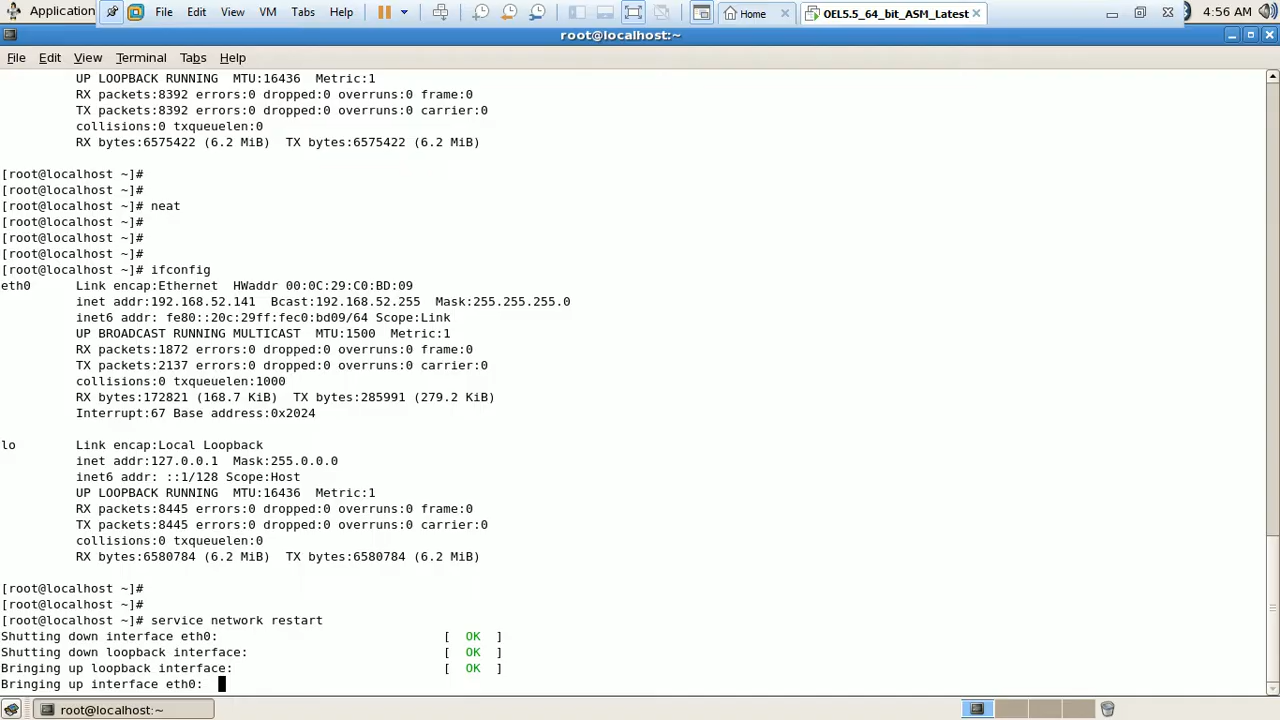 Applica
File Edit View VM Tabs Help
Home
OEL5.5_64_bit_ASM_Latest
4:56 AM
root@localhost:~
File Edit View Terminal Tabs Help
UP LOOPBACK RUNNING MTU:16436 Metric:1
RX packets:8392 errors:0 dropped:0 overruns:0 frame:0
TX packets:8392 errors:0 dropped:0 overruns:0 carrier:0
collisions:0 txqueuelen:0
RX bytes:6575422 (6.2 MiB) TX bytes:6575422 (6.2 MiB)
[root@localhost ~]#
[root@localhost ~]#
[root@localhost ~]# neat
[root@localhost ~]#
[root@localhost ~]#
[root@localhost ~]#
[root@localhost ~]# ifconfig
eth0 Link encap:Ethernet HWaddr 00:0C:29:C0:BD:09
inet addr:192.168.52.141 Bcast:192.168.52.255 Mask:255.255.255.0
inet6 addr: fe80::20c:29ff:fec0:bd09/64 Scope:Link
UP BROADCAST RUNNING MULTICAST MTU:1500 Metric:1
RX packets:1872 errors:0 dropped:0 overruns:0 frame:0
TX packets:2137 errors:0 dropped:0 overruns:0 carrier:0
collisions:0 txqueuelen:1000
RX bytes:172821 (168.7 KiB) TX bytes:285991 (279.2 KiB)
Interrupt:67 Base address:0x2024
lo Link encap:Local Loopback
inet addr:127.0.0.1 Mask:255.0.0.0
inet6 addr: ::1/128 Scope:Host
UP LOOPBACK RUNNING MTU:16436 Metric:1
RX packets:8445 errors:0 dropped:0 overruns:0 frame:0
TX packets:8445 errors:0 dropped:0 overruns:0 carrier:0
collisions:0 txqueuelen:0
RX bytes:6580784 (6.2 MiB) TX bytes:6580784 (6.2 MiB)
[root@localhost ~]#
[root@localhost ~]#
[root@localhost ~]# service network restart
Shutting down interface eth0: [ OK ]
Shutting down loopback interface: [ OK ]
Bringing up loopback interface: [ OK ]
Bringing up interface eth0:
root@localhost:~